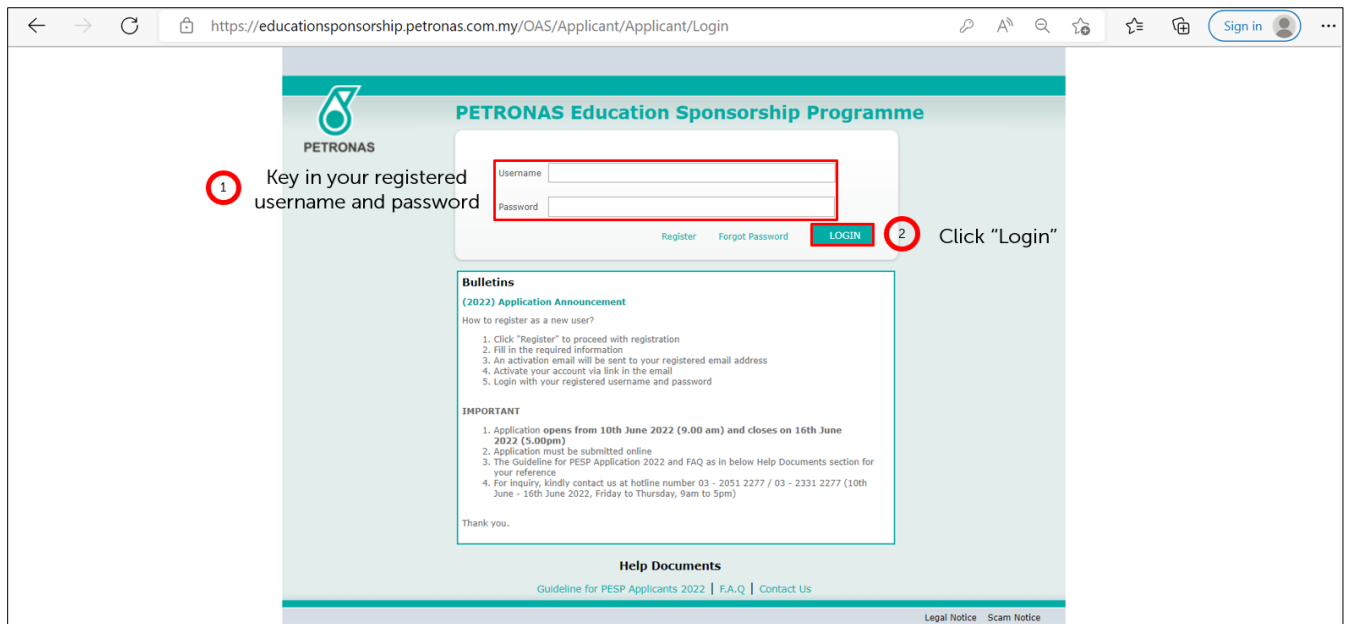 https://educationsponsorship.petronas.com.my/OAS/Applicant/Applicant/Login
Sign in
PETRONAS
PETRONAS Education Sponsorship Programme
1
Key in your registered
username and password
Username
Password
Register Forgot Password LOGIN
2
Click “Login”
Bulletins
(2022) Application Announcement
How to register as a new user?
1. Click "Register" to proceed with registration
2. Fill in the required information
3. An activation email will be sent to your registered email address
4. Activate your account via link in the email
5. Login with your registered username and password
IMPORTANT
1. Application opens from 10th June 2022 (9.00 am) and closes on 16th June
2022 (5.00pm)
2. Application must be submitted online
3. The Guideline for PESP Application 2022 and FAQ as in below Help Documents section for
your reference
4. For inquiry, kindly contact us at hotline number 03 - 2051 2277 / 03 - 2331 2277 (10th
June - 16th June 2022, Friday to Thursday, 9am to 5pm)
Thank you.
Help Documents
Guideline for PESP Applicants 2022 | F.A.Q | Contact Us
Legal Notice Scam Notice